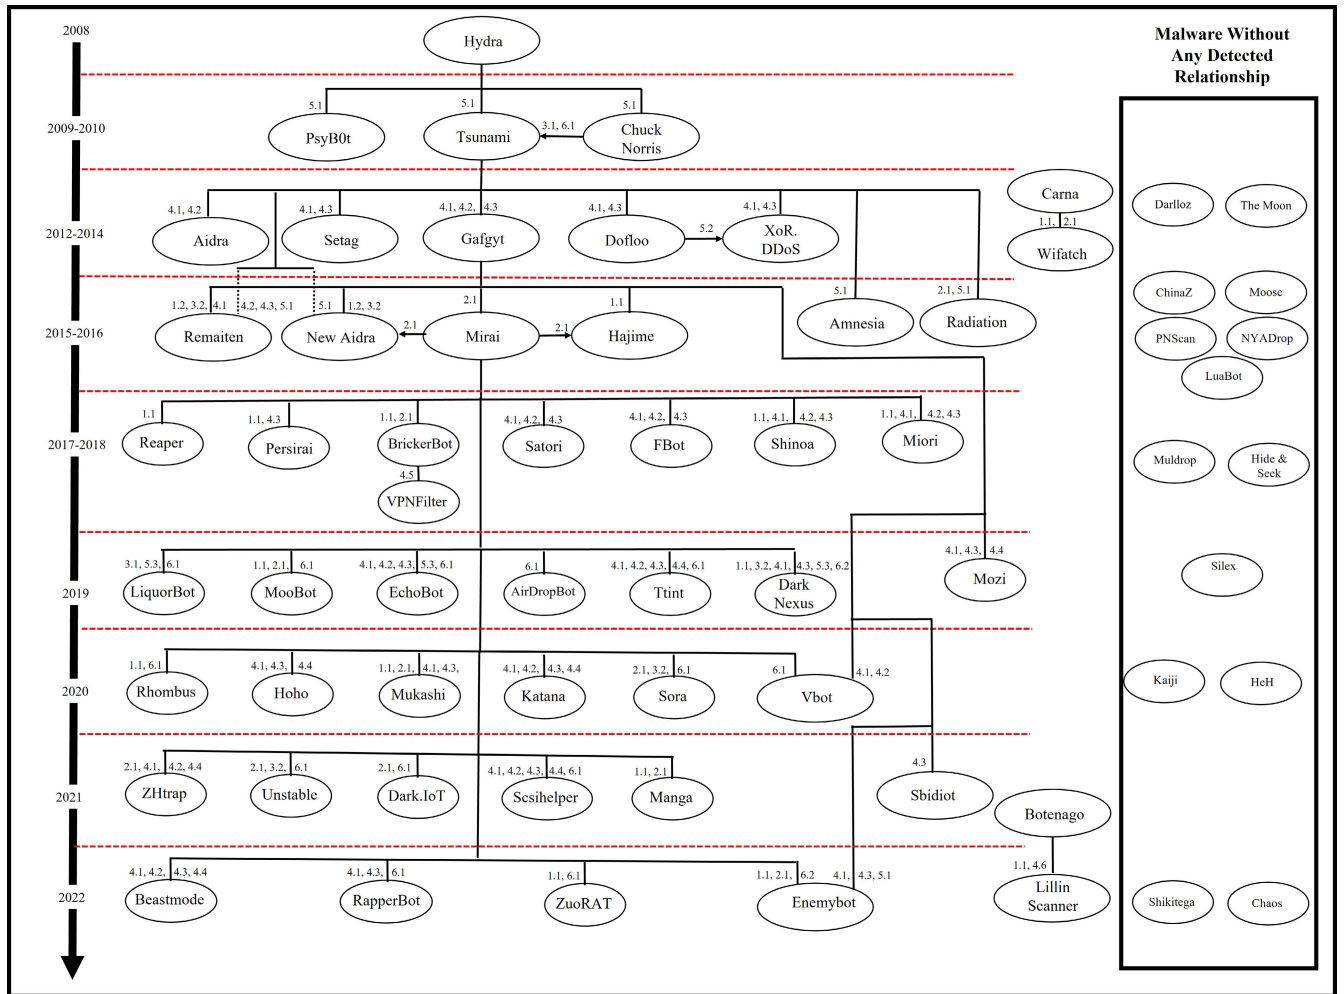 2008
Hydra
Malware Without
Any Detected
Relationship
2009-2010
5.1
5.1
5.1
PsyB0t
Tsunami
3.1, 6.1
Chuck
Norris
2012-2014
4.1, 4.2
4.1, 4.3
4.1, 4.2, 4.3
4.1, 4.3
4.1, 4.3
Aidra
Setag
Gafgyt
Dofloo
5.2
XoR.
DDoS
Carna
1.1, 2.1
Wifatch
Darlloz
The Moon
2015-2016
1.2, 3.2, 4.1
4.2, 4.3, 5.1
5.1
1.2, 3.2
2.1
1.1
5.1
2.1, 5.1
Remaiten
New Aidra
2.1
Mirai
2.1
Hajime
Amnesia
Radiation
ChinaZ
Moose
PNScan
NYADrop
LuaBot
2017-2018
1.1
1.1, 4.3
1.1, 2.1
4.1, 4.2, 4.3
4.1, 4.2, 4.3
1.1, 4.1, 4.2, 4.3
1.1, 4.1, 4.2, 4.3
Reaper
Persirai
BrickerBot
Satori
FBot
Shinoa
Miori
4.5
VPNFilter
Muldrop
Hide &
Seek
2019
3.1, 5.3, 6.1
1.1, 2.1, 6.1
4.1, 4.2, 4.3, 5.3, 6.1
6.1
4.1, 4.2, 4.3, 4.4, 6.1
1.1, 3.2, 4.1, 4.3, 5.3, 6.2
4.1, 4.3, 4.4
LiquorBot
MooBot
EchoBot
AirDropBot
Ttint
Dark
Nexus
Mozi
Silex
2020
1.1, 6.1
4.1, 4.3, 4.4
1.1, 2.1, 4.1, 4.3,
4.1, 4.2, 4.3, 4.4
2.1, 3.2, 6.1
6.1
4.1, 4.2
Rhombus
Hoho
Mukashi
Katana
Sora
Vbot
Kaiji
HeH
2021
2.1, 4.1, 4.2, 4.4
2.1, 3.2, 6.1
2.1, 6.1
4.1, 4.2, 4.3, 4.4, 6.1
1.1, 2.1
4.3
ZHtrap
Unstable
Dark.IoT
Scsihelper
Manga
Sbidiot
Botenago
2022
4.1, 4.2, 4.3, 4.4
4.1, 4.3, 6.1
1.1, 6.1
1.1, 2.1, 6.2
4.1, 4.3, 5.1
1.1, 4.6
Beastmode
RapperBot
ZuoRAT
Enemybot
Lillin
Scanner
Shikitega
Chaos